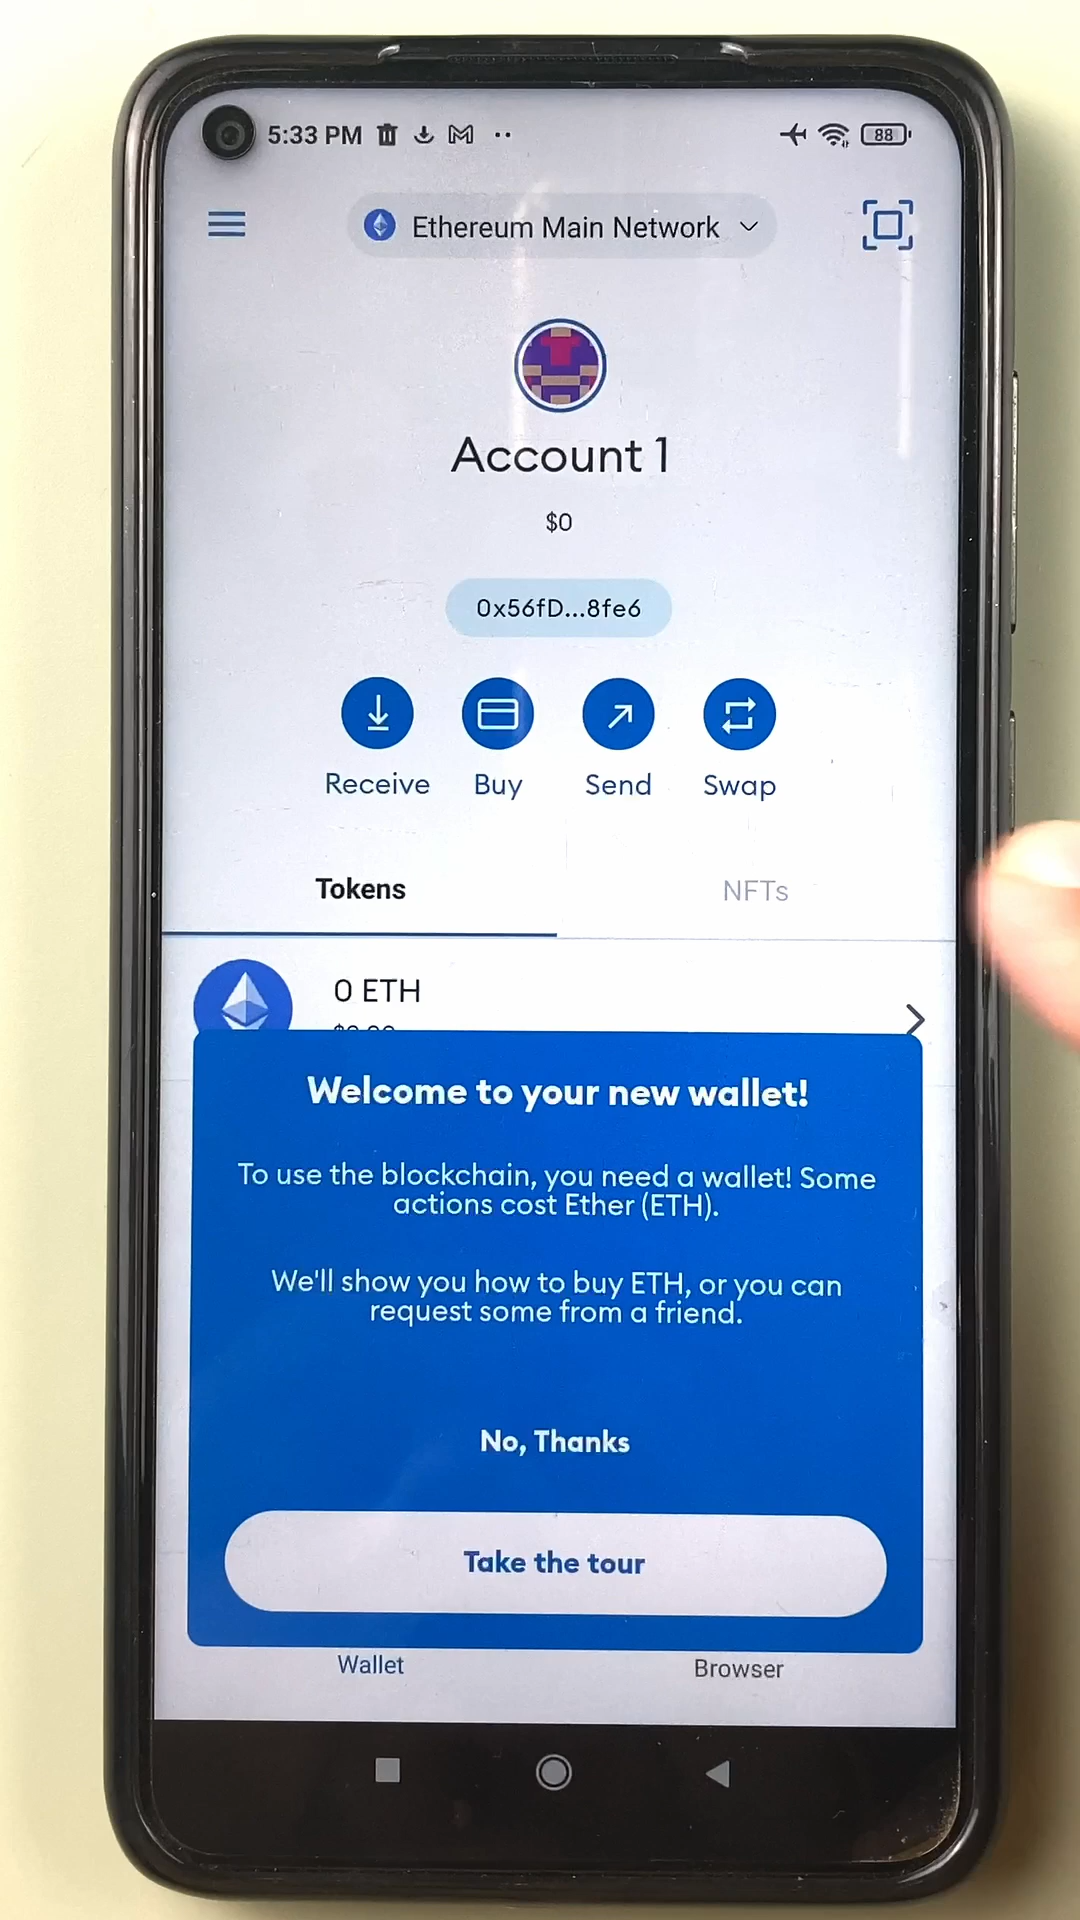 5:33 PM
88
Ethereum Main Network
Account 1
$0
0x56fD...8fe6
Receive Buy Send Swap
Tokens NFTs
0 ETH
Welcome to your new wallet!
To use the blockchain, you need a wallet! Some
actions cost Ether (ETH).
We'll show you how to buy ETH, or you can
request some from a friend.
No, Thanks
Take the tour
Wallet Browser